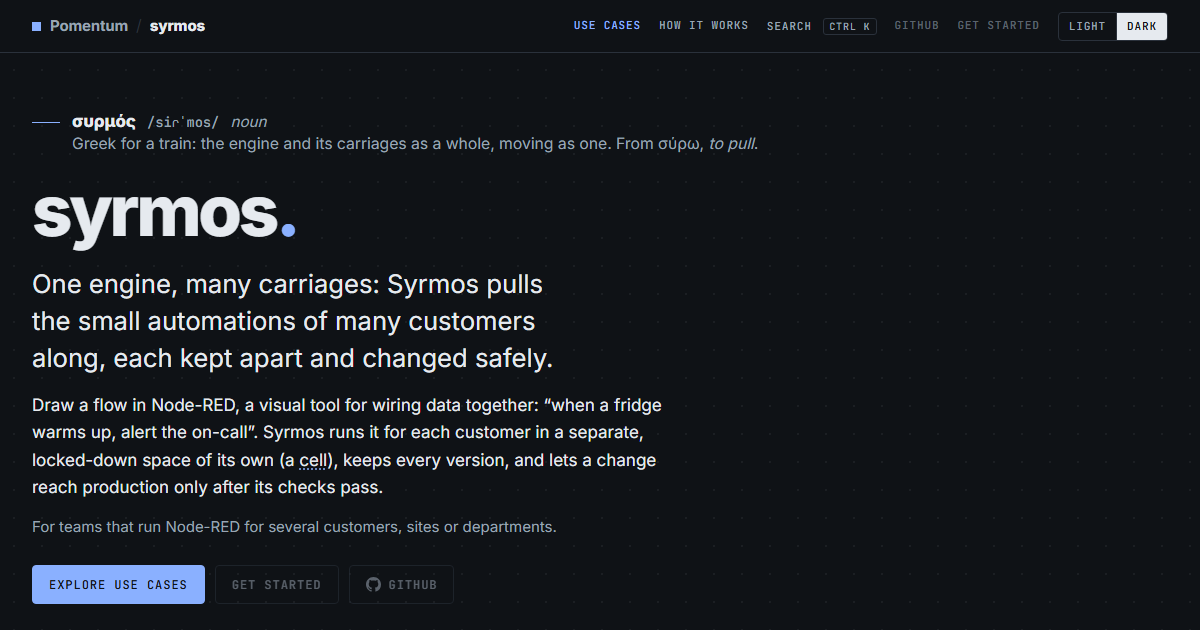 Pomentum / syrmos
USE CASES HOW IT WORKS SEARCH CTRL K GITHUB GET STARTED LIGHT DARK
συρμός /siɾˈmos/ noun
Greek for a train: the engine and its carriages as a whole, moving as one. From σύρω, to pull.
syrmos.
One engine, many carriages: Syrmos pulls
the small automations of many customers
along, each kept apart and changed safely.
Draw a flow in Node-RED, a visual tool for wiring data together: “when a fridge
warms up, alert the on-call”. Syrmos runs it for each customer in a separate,
locked-down space of its own (a cell), keeps every version, and lets a change
reach production only after its checks pass.
For teams that run Node-RED for several customers, sites or departments.
EXPLORE USE CASES GET STARTED GITHUB